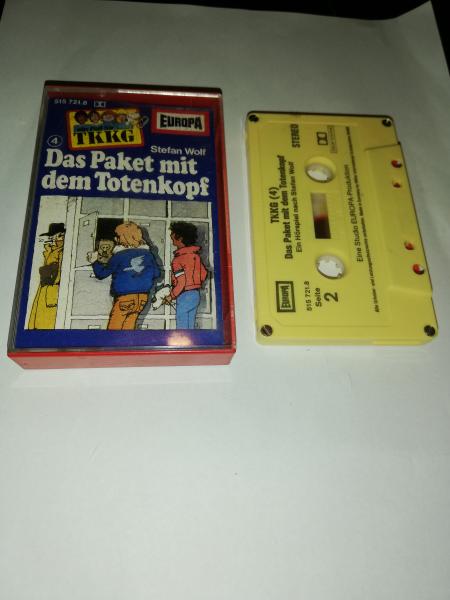 515 721.8
TKKG
EUROPA
4
Stefan Wolf
Das Paket mit
dem Totenkopf
TKKG (4)
Das Paket mit dem Totenkopf
Ein Hörspiel nach Stefan Wolf
STEREO
EUROPA
515 721.8
Seite
2
Eine Studio EUROPA-Produktion